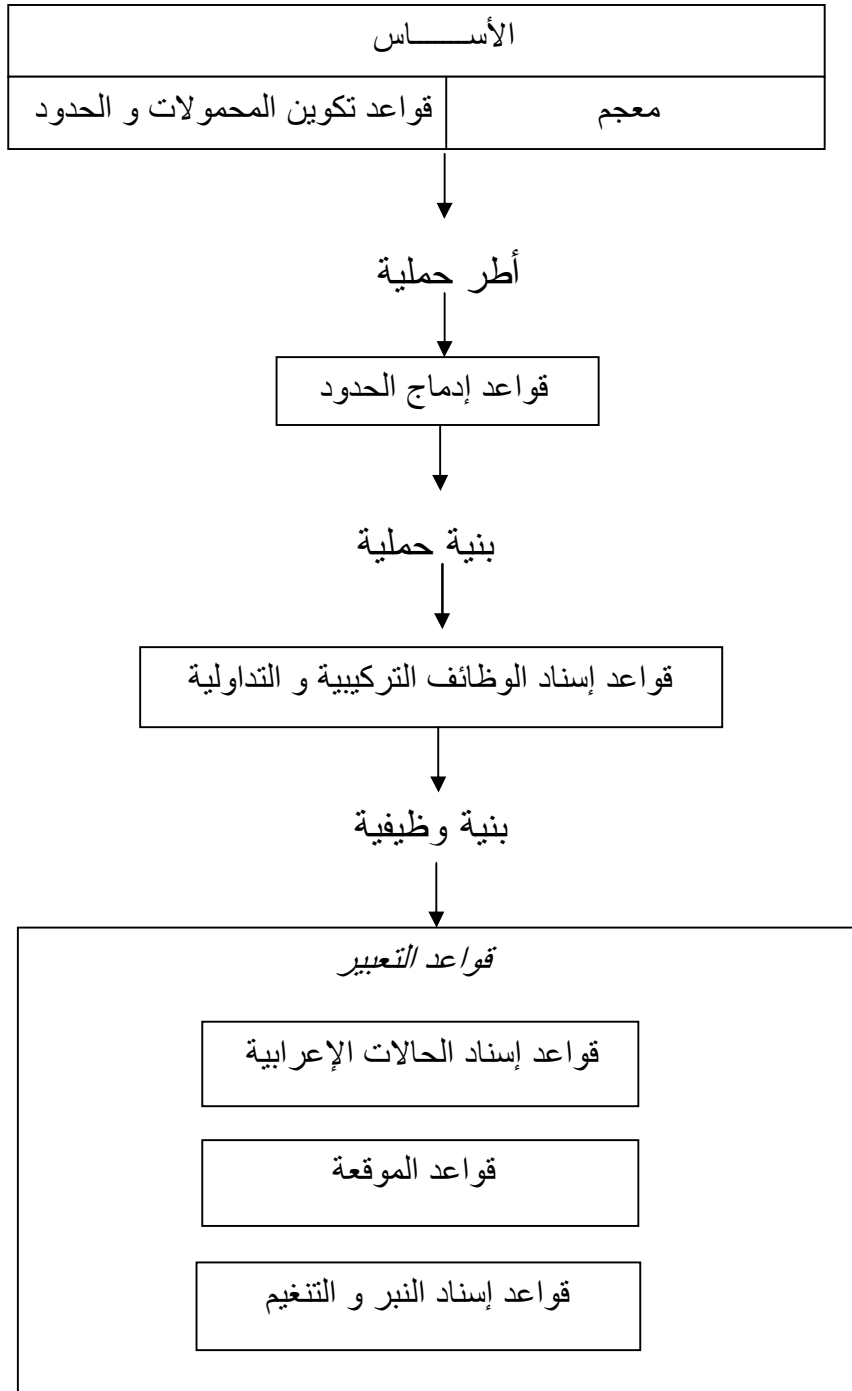 الأســـــــاس
معجم
قواعد تكوين المحمولات و الحدود
أطر حملية
قواعد إدماج الحدود
بنية حملية
قواعد إسناد الوظائف التركيبية و التداولية
بنية وظيفية
قواعد التعبير
قواعد إسناد الحالات الإعرابية
قواعد الموقعة
قواعد إسناد النبر و التنغيم